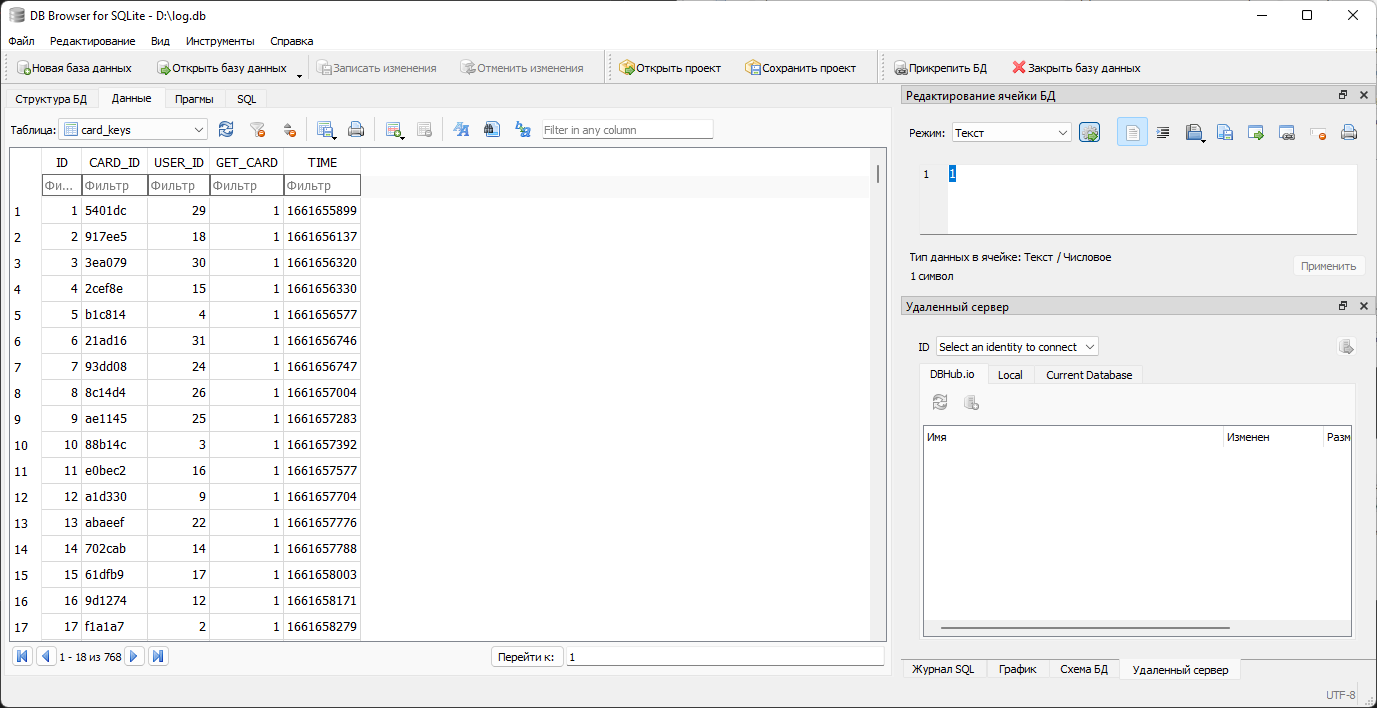 DB Browser for SQLite - D:\log.db
Файл Редактирование Вид Инструменты Справка
Новая база данных Открыть базу данных Записать изменения Отменить изменения Открыть проект Сохранить проект Прикрепить БД Закрыть базу данных
Структура БД Данные Прагмы SQL
Таблица: card_keys Filter in any column
ID CARD_ID USER_ID GET_CARD TIME
Фи... Фильтр Фильтр Фильтр Фильтр
1 1 5401dc 29 1 1661655899
2 2 917ee5 18 1 1661656137
3 3 3ea079 30 1 1661656320
4 4 2cef8e 15 1 1661656330
5 5 b1c814 4 1 1661656577
6 6 21ad16 31 1 1661656746
7 7 93dd08 24 1 1661656747
8 8 8c14d4 26 1 1661657004
9 9 ae1145 25 1 1661657283
10 10 88b14c 3 1 1661657392
11 11 e0bec2 16 1 1661657577
12 12 a1d330 9 1 1661657704
13 13 abaeef 22 1 1661657776
14 14 702cab 14 1 1661657788
15 15 61dfb9 17 1 1661658003
16 16 9d1274 12 1 1661658171
17 17 f1a1a7 2 1 1661658279
1 - 18 из 768 Перейти к: 1
Редактирование ячейки БД
Режим: Текст
1 1
Тип данных в ячейке: Текст / Числовое
1 символ
Применить
Удаленный сервер
ID Select an identity to connect
DBHub.io Local Current Database
Имя Изменен Разм
Журнал SQL График Схема БД Удаленный сервер
UTF-8